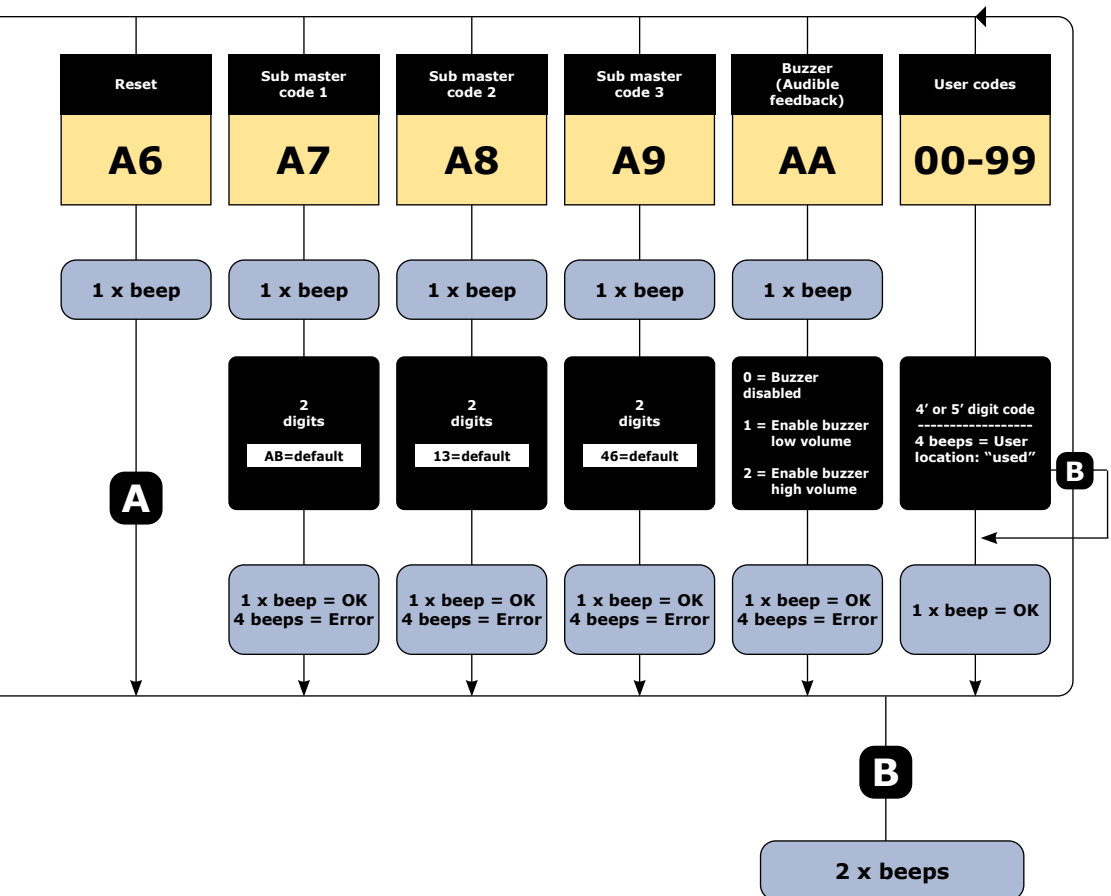 Reset
A6
1 x beep
A
Sub master
code 1
A7
1 x beep
2
digits
AB=default
1 x beep = OK
4 beeps = Error
Sub master
code 2
A8
1 x beep
2
digits
13=default
1 x beep = OK
4 beeps = Error
Sub master
code 3
A9
1 x beep
2
digits
46=default
1 x beep = OK
4 beeps = Error
Buzzer
(Audible
feedback)
AA
1 x beep
0 = Buzzer
disabled
1 = Enable buzzer
low volume
2 = Enable buzzer
high volume
1 x beep = OK
4 beeps = Error
User codes
00-99
4’ or 5’ digit code
------------------
4 beeps = User
location: “used”
B
1 x beep = OK
B
2 x beeps